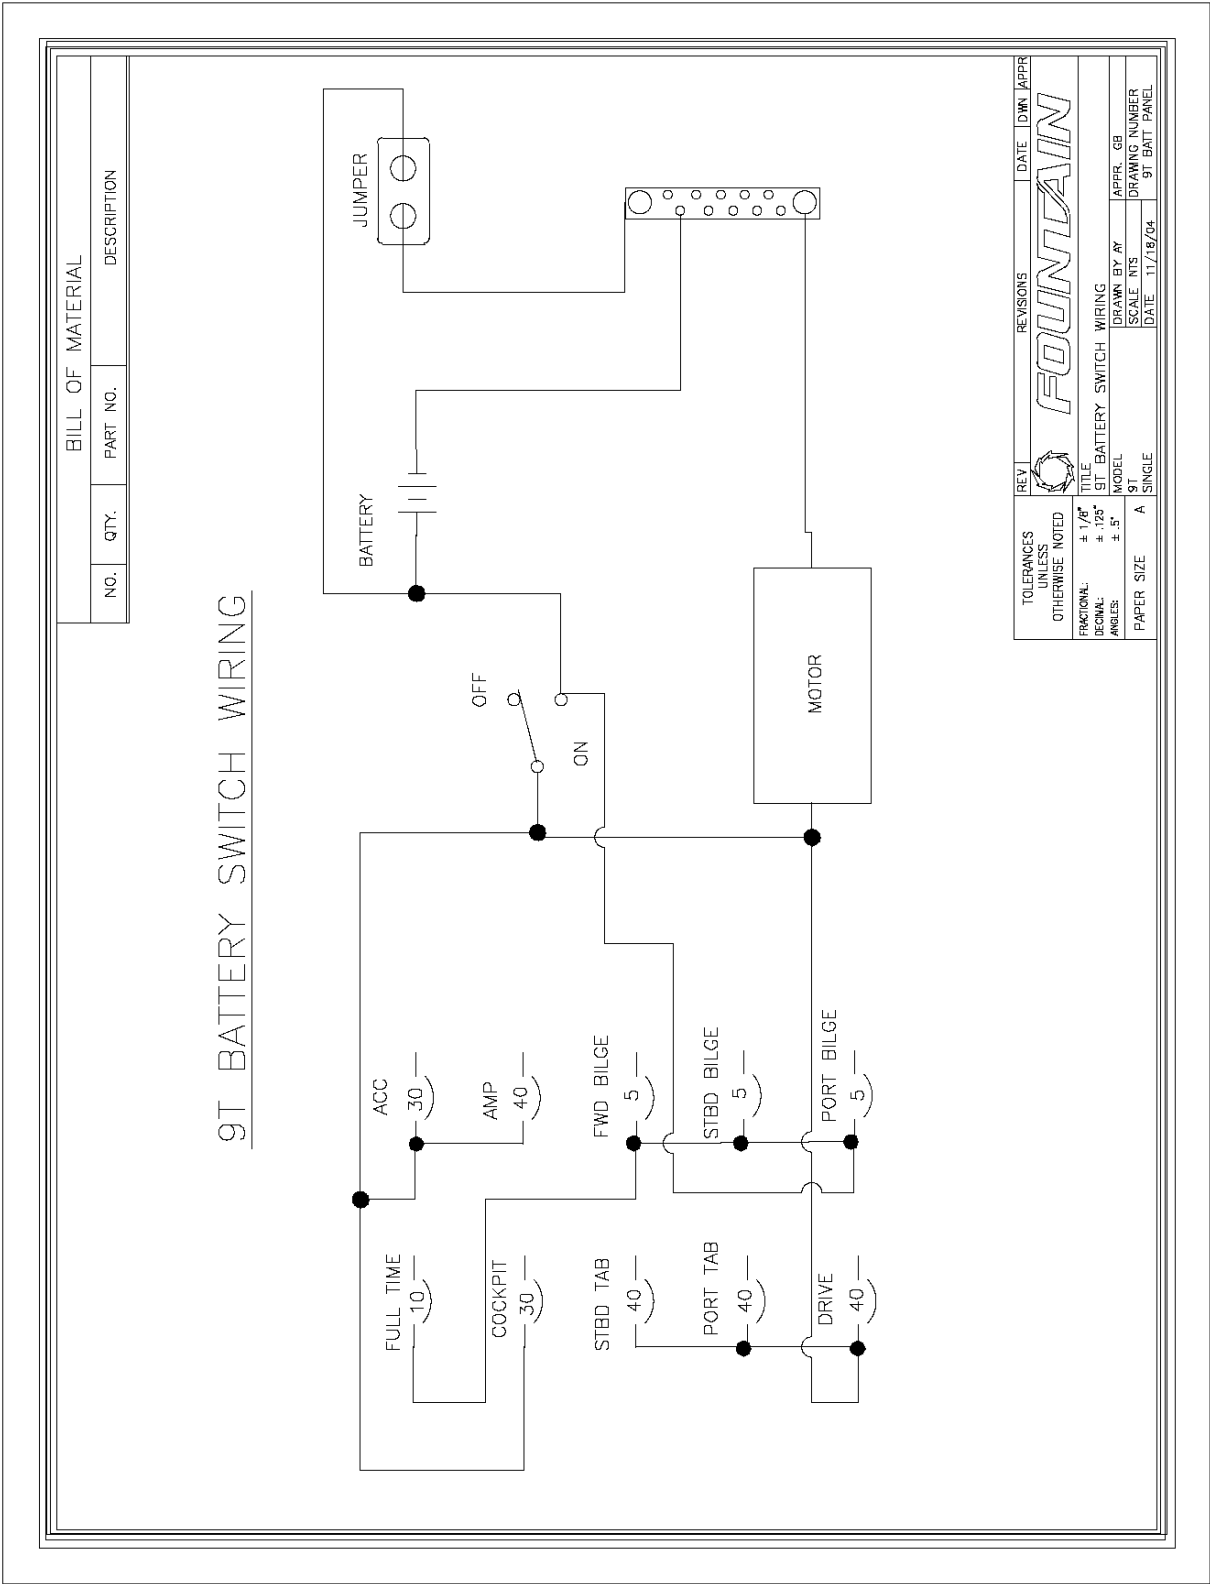 9T BATTERY SWITCH WIRING
BILL OF MATERIAL
NO. QTY. PART NO. DESCRIPTION
JUMPER
BATTERY
OFF
ON
MOTOR
ACC
30
AMP
40
FWD BILGE
5
STBD BILGE
5
PORT BILGE
5
FULL TIME
10
COCKPIT
30
STBD TAB
40
PORT TAB
40
DRIVE
40
TOLERANCES
UNLESS
OTHERWISE NOTED
FRACTIONAL: ± 1/8"
DECIMAL: ± .125"
ANGLES: ± .5°
PAPER SIZE A
REV REVISIONS DATE DWN APPR
FOUNTAIN
TITLE
9T BATTERY SWITCH WIRING
MODEL
9T
SINGLE
DRAWN BY AY
APPR. GB
SCALE NTS
DRAWING NUMBER
DATE 11/18/04
9T BATT PANEL